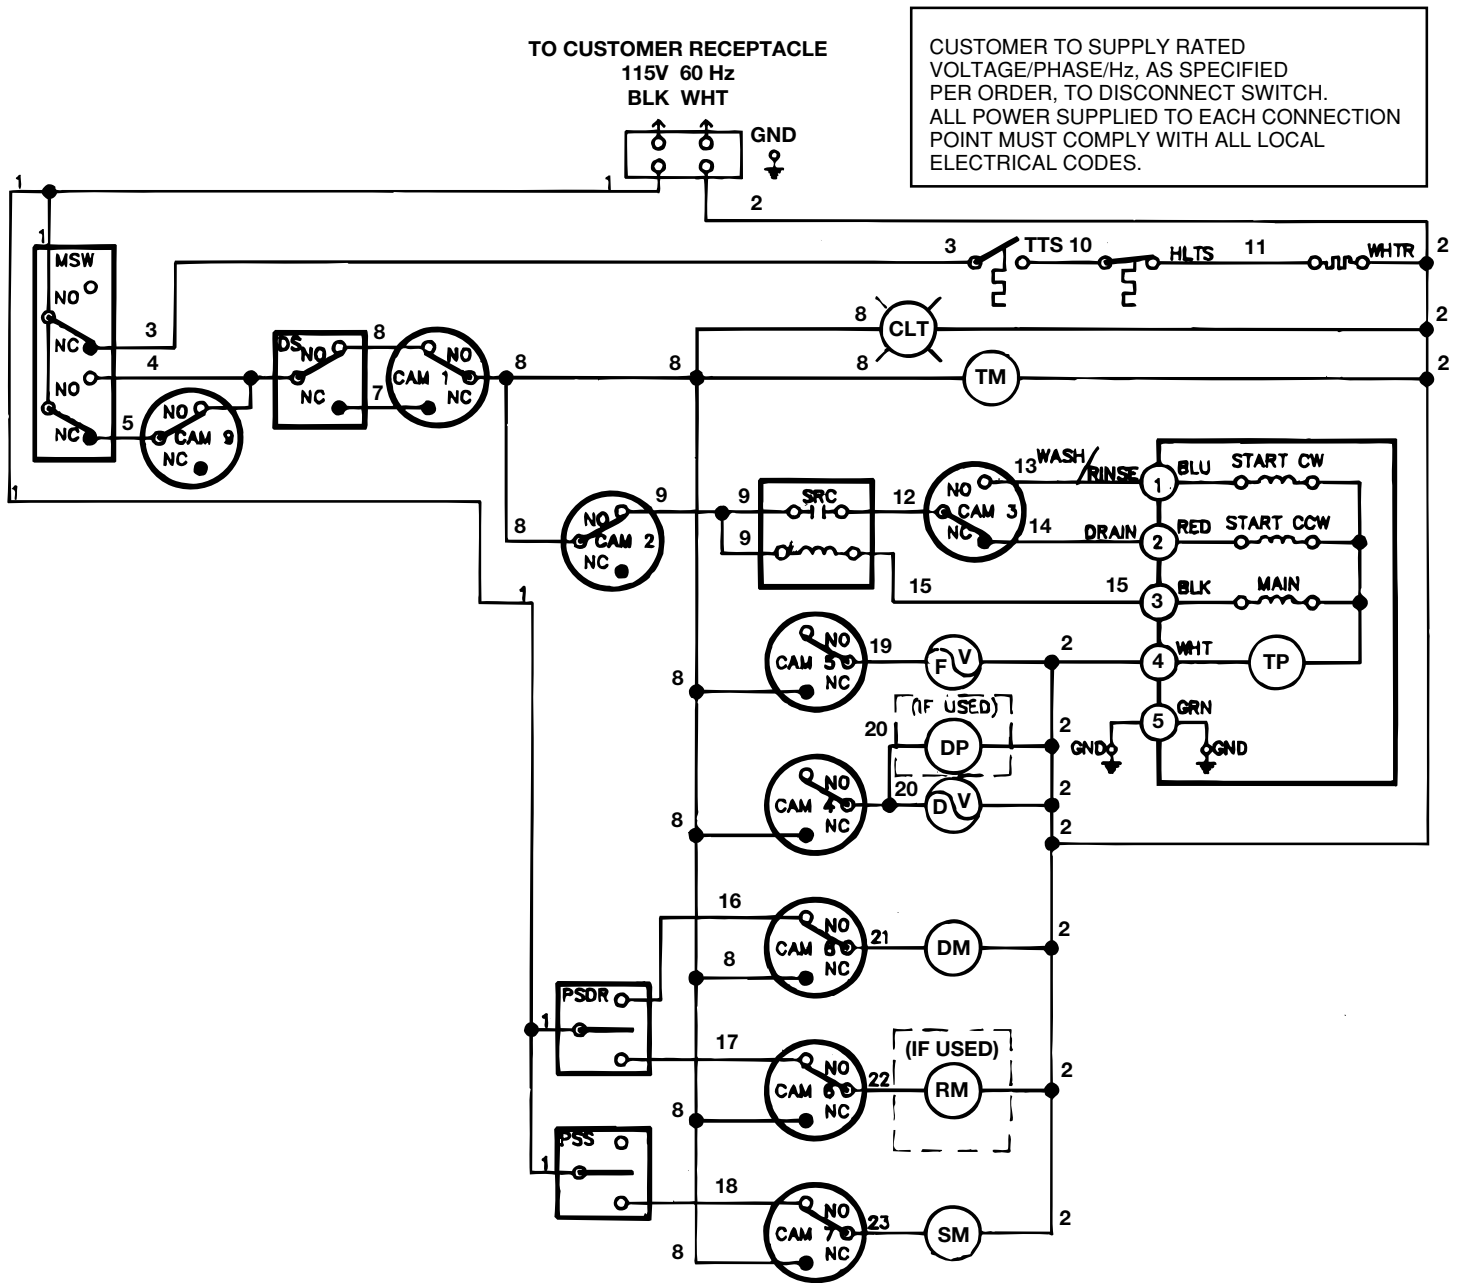 TO CUSTOMER RECEPTACLE
115V 60 Hz
BLK WHT
GND
CUSTOMER TO SUPPLY RATED
VOLTAGE/PHASE/Hz, AS SPECIFIED
PER ORDER, TO DISCONNECT SWITCH.
ALL POWER SUPPLIED TO EACH CONNECTION
POINT MUST COMPLY WITH ALL LOCAL
ELECTRICAL CODES.
1
1
2
1
MSW
NO
NC
NO
NC
3
4
5
NO
CAM 9
NC
DS
NO
NC
8
7
NO
CAM 1
NC
8
8
3
TTS
10
HLTS
11
WHTR
2
8
CLT
2
8
TM
2
1
8
NO
CAM 2
NC
9
9
9
SRC
12
NO
CAM 3
NC
13
WASH/
RINSE
14
DRAIN
15
15
1
BLU
START CW
2
RED
START CCW
3
BLK
MAIN
4
WHT
TP
5
GRN
GND
GND
1
8
NO
CAM 5
NC
19
F V
2
(IF USED)
20
DP
2
8
NO
CAM 4
NC
20
D V
2
2
16
8
NO
CAM 8
NC
21
DM
2
PSDR
1
17
8
NO
CAM 6
NC
22
(IF USED)
RM
2
PSS
1
18
8
NO
CAM 7
NC
23
SM
2